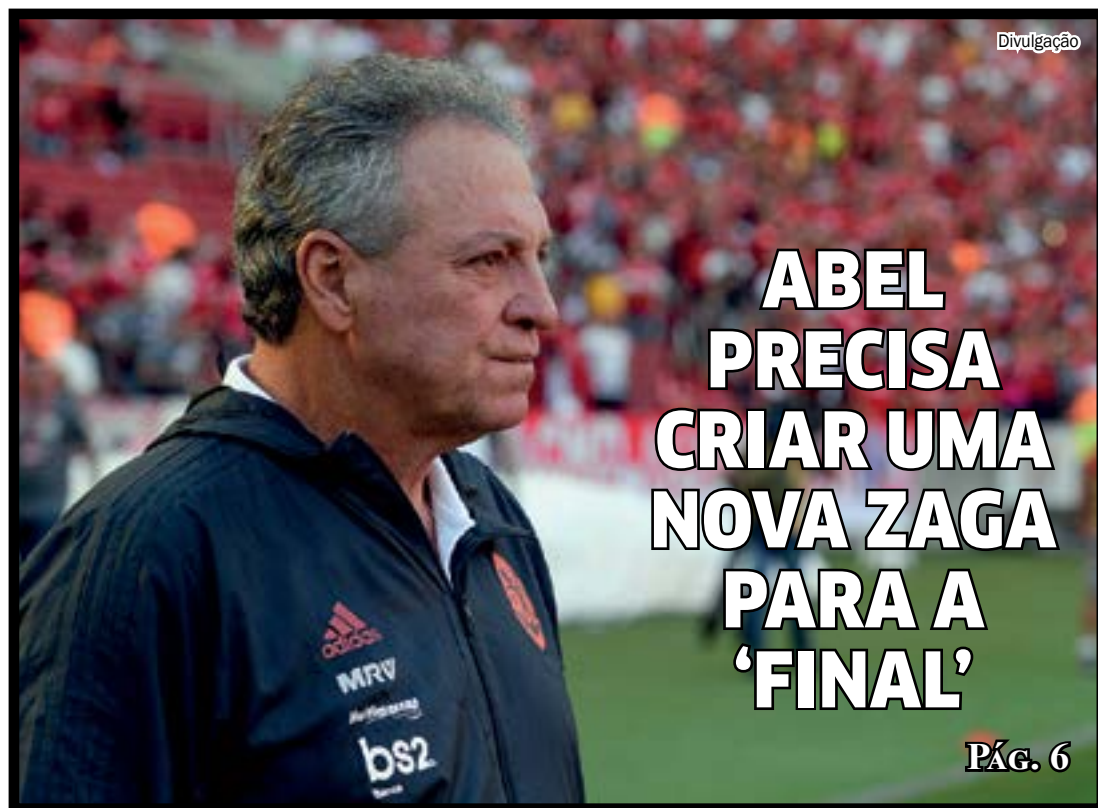 Divulgação
ABEL
PRECISA
CRIAR UMA
NOVA ZAGA
PARA A
‘FINAL’
PÁG. 6
adidas
MRV
bs2